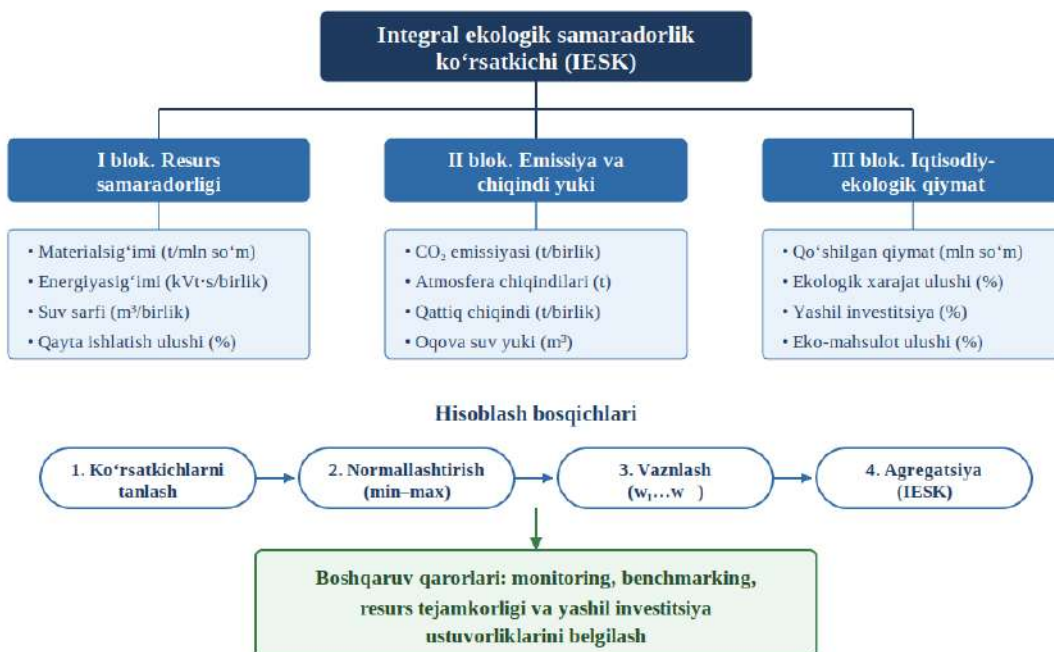 Integral ekologik samaradorlik
ko‘rsatkichi (IESK)
I blok. Resurs
samaradorligi
II blok. Emissiya va
chiqindi yuki
III blok. Iqtisodiy-
ekologik qiymat
• Materialsig‘imi (t/mln so‘m)
• Energiyasig‘imi (kVt·s/birlik)
• Suv sarfi (m³/birlik)
• Qayta ishlatish ulushi (%)
• CO₂ emissiyasi (t/birlik)
• Atmosfera chiqindilari (t)
• Qattiq chiqindi (t/birlik)
• Oqova suv yuki (m³)
• Qo‘shilgan qiymat (mln so‘m)
• Ekologik xarajat ulushi (%)
• Yashil investitsiya (%)
• Eko-mahsulot ulushi (%)
Hisoblash bosqichlari
1. Ko‘rsatkichlarni
tanlash
2. Normallashtirish
(min–max)
3. Vaznlash
(w₁…w )
4. Agregatsiya
(IESK)
Boshqaruv qarorlari: monitoring, benchmarking,
resurs tejamkorligi va yashil investitsiya
ustuvorliklarini belgilash